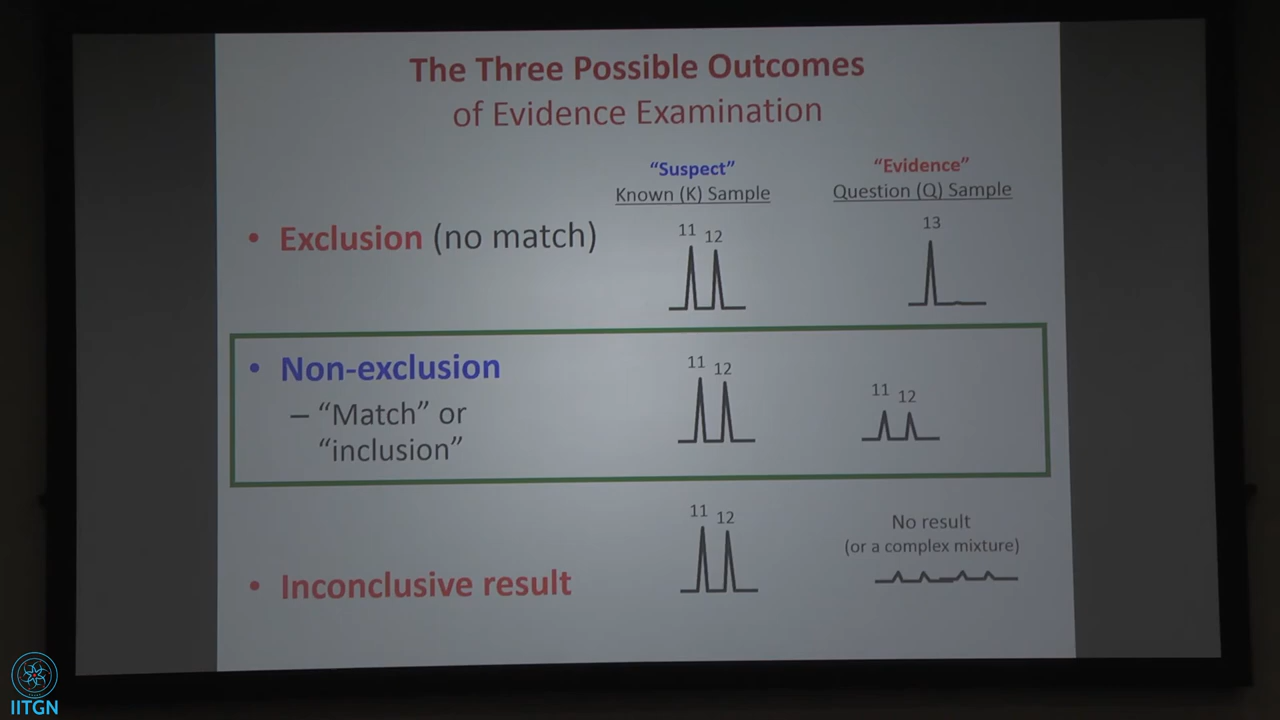 The Three Possible Outcomes
of Evidence Examination
“Suspect”
Known (K) Sample
“Evidence”
Question (Q) Sample
• Exclusion (no match)
11 12
13
• Non-exclusion
– “Match” or
“inclusion”
11 12
11 12
• Inconclusive result
11 12
No result
(or a complex mixture)
IITGN